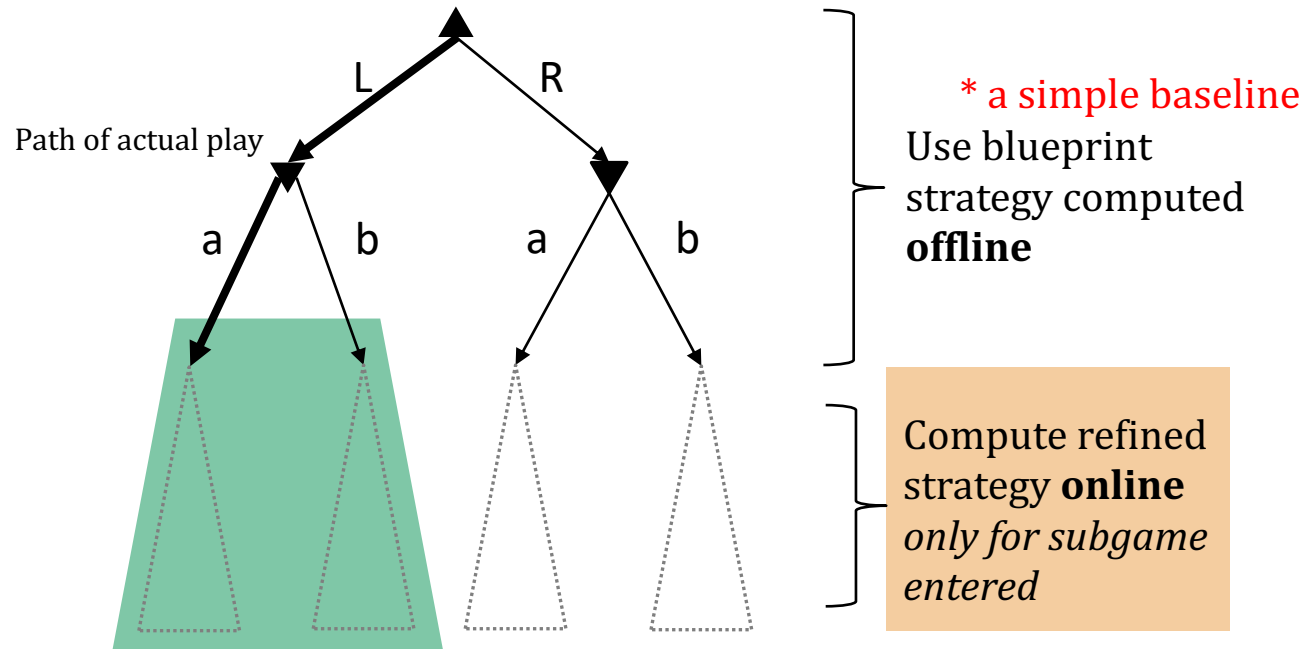 L
R
* a simple baseline
Path of actual play
Use blueprint
strategy computed
offline
a
b
a
b
Compute refined
strategy online
only for subgame
entered